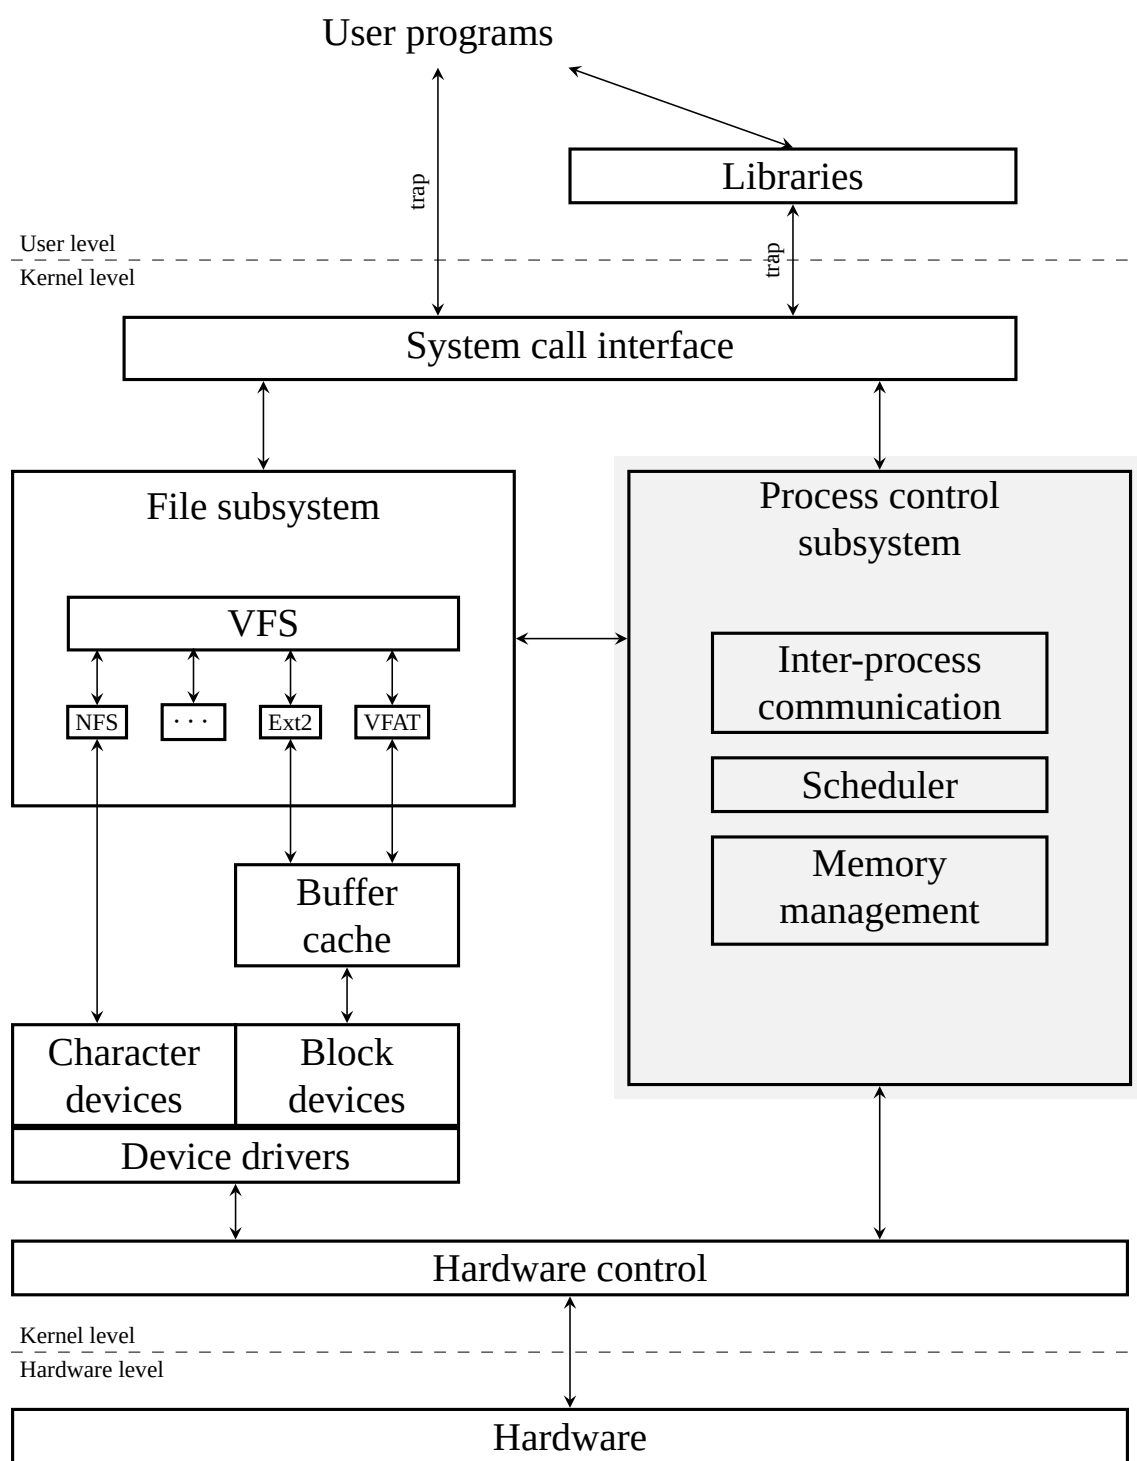 User programs
Libraries
trap
trap
User level
Kernel level
System call interface
File subsystem
Process control
subsystem
VFS
NFS
· · ·
Ext2
VFAT
Inter-process
communication
Scheduler
Memory
management
Buffer
cache
Character
devices
Block
devices
Device drivers
Hardware control
Kernel level
Hardware level
Hardware